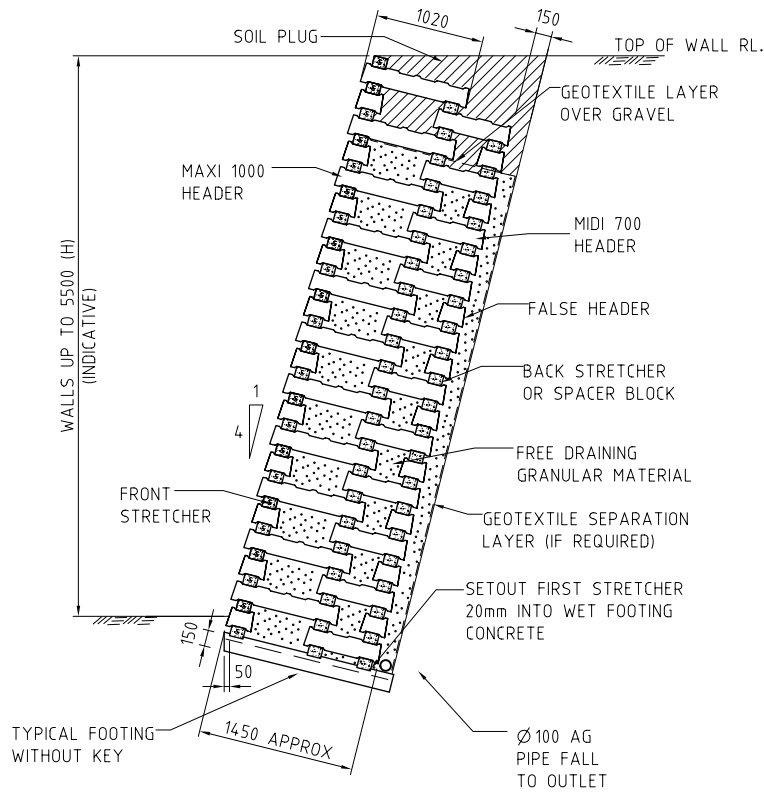 1020
150
SOIL PLUG
TOP OF WALL RL.
GEOTEXTILE LAYER
OVER GRAVEL
MAXI 1000
HEADER
MIDI 700
HEADER
WALLS UP TO 5500 (H)
(INDICATIVE)
FALSE HEADER
BACK STRETCHER
OR SPACER BLOCK
1
4
FREE DRAINING
GRANULAR MATERIAL
FRONT
STRETCHER
GEOTEXTILE SEPARATION
LAYER (IF REQUIRED)
SETOUT FIRST STRETCHER
20mm INTO WET FOOTING
CONCRETE
150
50
1450 APPROX
TYPICAL FOOTING
WITHOUT KEY
Ø100 AG
PIPE FALL
TO OUTLET